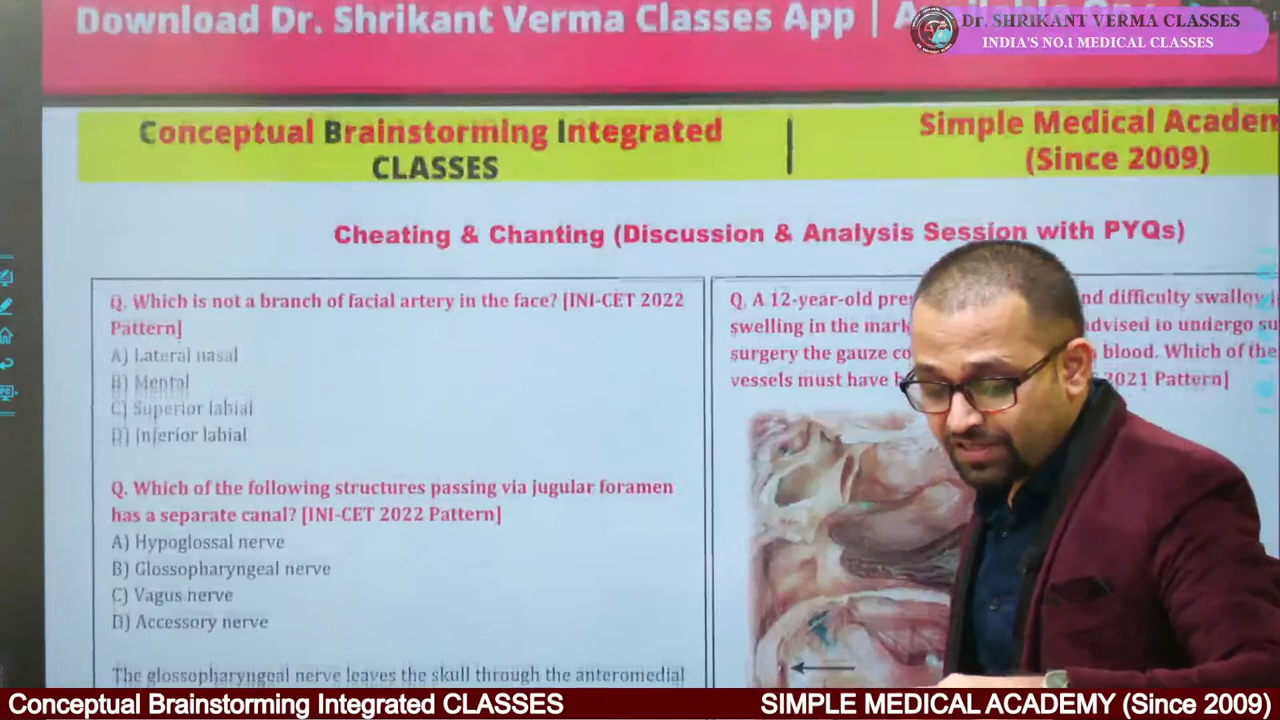 Download Dr. Shrikant Verma Classes App |
Dr. SHRIKANT VERMA CLASSES
INDIA'S NO.1 MEDICAL CLASSES
Conceptual Brainstorming Integrated
CLASSES
Simple Medical Academ
(Since 2009)
Cheating & Chanting (Discussion & Analysis Session with PYQs)
Q. Which is not a branch of facial artery in the face? [INI-CET 2022
Pattern]
A) Lateral nasal
B) Mental
C) Superior labial
D) Inferior labial
Q. Which of the following structures passing via jugular foramen
has a separate canal? [INI-CET 2022 Pattern]
A) Hypoglossal nerve
B) Glossopharyngeal nerve
C) Vagus nerve
D) Accessory nerve
The glossopharyngeal nerve leaves the skull through the anteromedial
Q. A 12-year-old pre nd difficulty swallow
swelling in the mark dvised to undergo su
surgery the gauze co blood. Which of the
vessels must have b 2021 Pattern]
Conceptual Brainstorming Integrated CLASSES
SIMPLE MEDICAL ACADEMY (Since 2009)